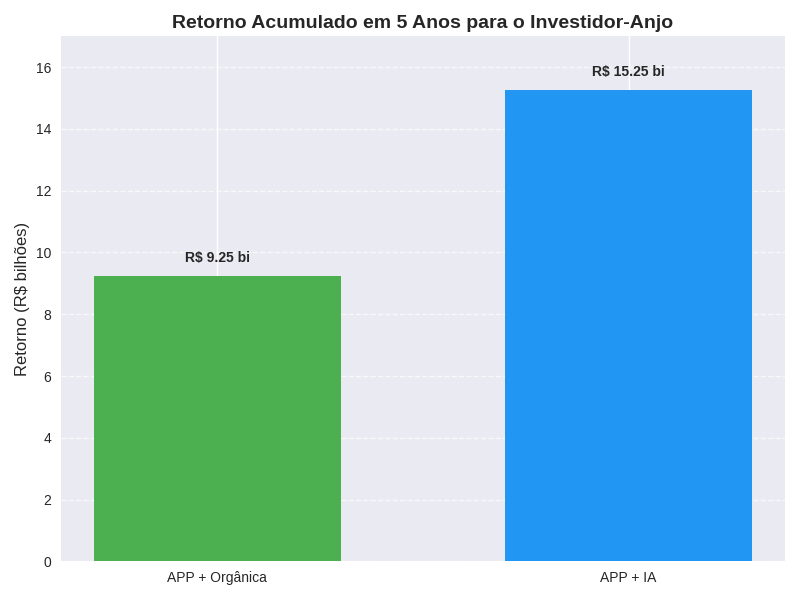 Retorno Acumulado em 5 Anos para o Investidor-Anjo
Retorno (R$ bilhões)
16
14
12
10
8
6
4
2
0
R$ 9.25 bi
R$ 15.25 bi
APP + Orgânica
APP + IA